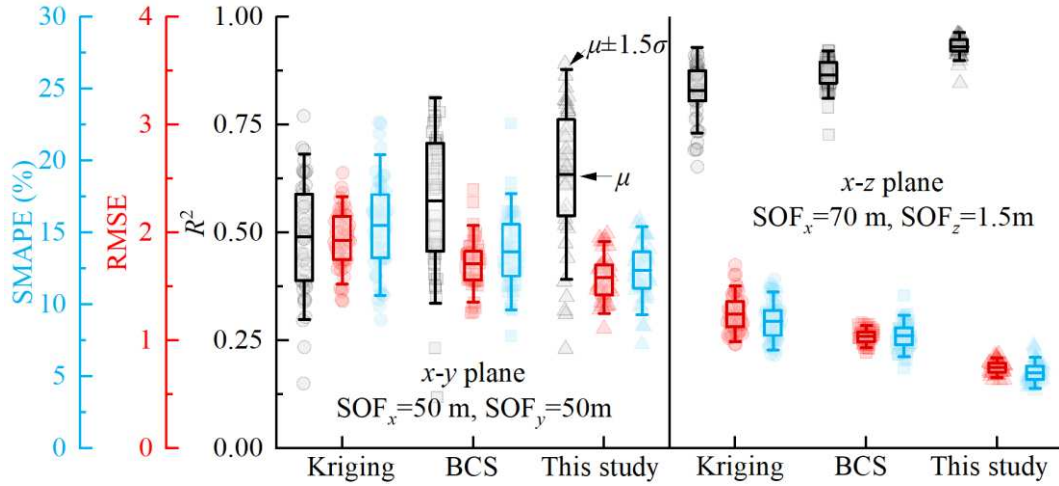 SMAPE (%)
30
25
20
15
10
5
0
RMSE
4
3
2
1
0
R²
1.00
0.75
0.50
0.25
0.00
μ±1.5σ
μ
x-y plane
SOFₓ=50 m, SOF_y=50m
x-z plane
SOFₓ=70 m, SOF_z=1.5m
Kriging BCS This study Kriging BCS This study